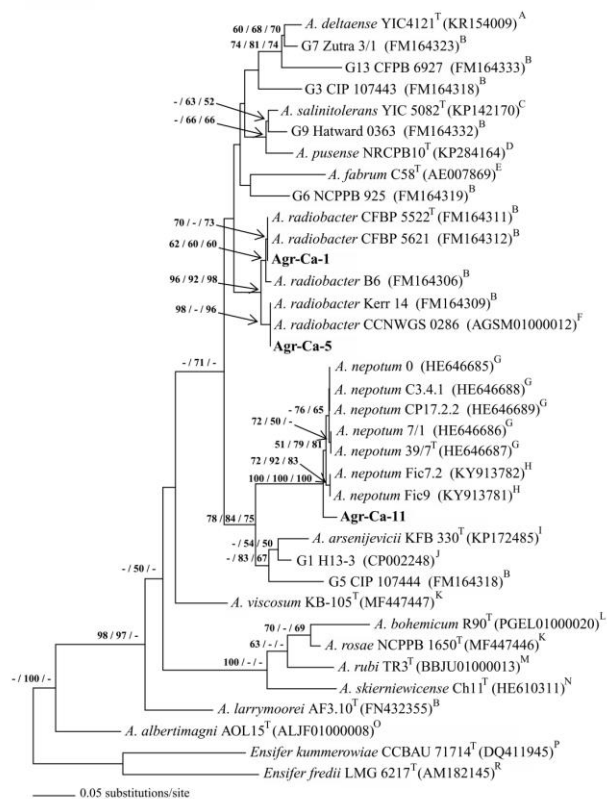 60 / 68 / 70
A. deltaense YIC4121T (KR154009)A
74 / 81 / 74
G7 Zutra 3/1 (FM164323)B
G13 CFPB 6927 (FM164333)B
G3 CIP 107443 (FM164318)B
- / 63 / 52
A. salinitolerans YIC 5082T (KP142170)C
- / 66 / 66
G9 Hatward 0363 (FM164332)B
A. pusense NRCPB10T (KP284164)D
A. fabrum C58T (AE007869)E
G6 NCPPB 925 (FM164319)B
70 / - / 73
A. radiobacter CFBP 5522T (FM164311)B
A. radiobacter CFBP 5621 (FM164312)B
62 / 60 / 60
Agr-Ca-1
96 / 92 / 98
A. radiobacter B6 (FM164306)B
A. radiobacter Kerr 14 (FM164309)B
98 / - / 96
A. radiobacter CCNWGS 0286 (AGSM01000012)F
Agr-Ca-5
- / 71 / -
A. nepotum 0 (HE646685)G
A. nepotum C3.4.1 (HE646688)G
- 76 / 65
A. nepotum CP17.2.2 (HE646689)G
72 / 50 / -
A. nepotum 7/1 (HE646686)G
51 / 79 / 81
A. nepotum 39/7T (HE646687)G
72 / 92 / 83
A. nepotum Fic7.2 (KY913782)H
100 / 100 / 100
A. nepotum Fic9 (KY913781)H
Agr-Ca-11
78 / 84 / 75
- / 54 / 50
A. arsenijevicii KFB 330T (KP172485)I
- / 83 / 67
G1 H13-3 (CP002248)J
G5 CIP 107444 (FM164318)B
- / 50 / -
A. viscosum KB-105T (MF447447)K
70 / - / 69
A. bohemicum R90T (PGEL01000020)L
63 / - / -
A. rosae NCPPB 1650T (MF447446)K
98 / 97 / -
100 / - / -
A. rubi TR3T (BBJU01000013)M
A. skierniewicense Ch11T (HE610311)N
- / 100 / -
A. larrymoorei AF3.10T (FN432355)B
A. albertimagni AOL15T (ALJF01000008)O
Ensifer kummerowiae CCBAU 71714T (DQ411945)P
Ensifer fredii LMG 6217T (AM182145)R
0.05 substitutions/site